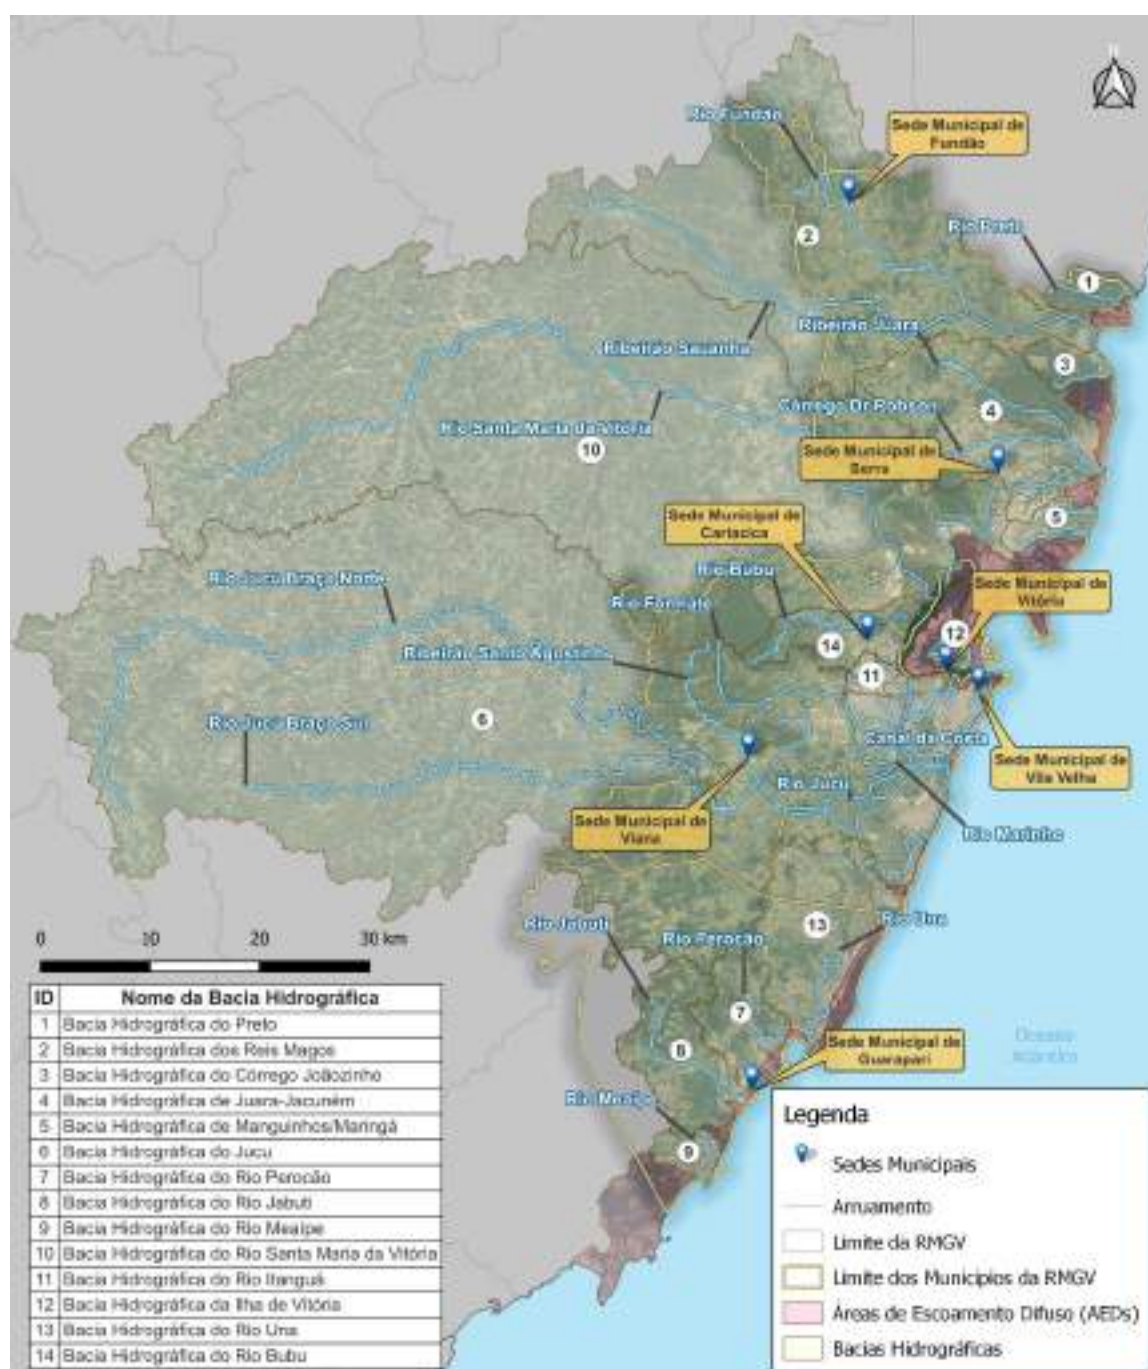 N
Rio Fundão
Sede Municipal de
Fundão
2
Rio Preto
1
Ribeirão Juara
Ribeirão Sauanha
3
Córrego Dr Robson
4
Rio Santa Maria da Vitória
10
Sede Municipal de
Serra
Sede Municipal de
Cariacica
5
Rio Jucu Braço Norte
Rio Bubu
Sede Municipal de
Vitória
Rio Formate
12
14
Ribeirão Santo Agostinho
11
6
Rio Jucu Braço Sul
Canal da Costa
Sede Municipal de
Vila Velha
Rio Jucu
Sede Municipal de
Viana
Rio Marinho
13
Rio Una
Rio Jabuti
Rio Perocão
0 10 20 30 km
7
8
Sede Municipal de
Guarapari
Oceano
Atlântico
Rio Meaípe
9
ID Nome da Bacia Hidrográfica
1 Bacia Hidrográfica do Preto
2 Bacia Hidrográfica dos Reis Magos
3 Bacia Hidrográfica do Córrego Joãozinho
4 Bacia Hidrográfica de Juara-Jacuném
5 Bacia Hidrográfica de Manguinhos/Maringá
6 Bacia Hidrográfica do Jucu
7 Bacia Hidrográfica do Rio Perocão
8 Bacia Hidrográfica do Rio Jabuti
9 Bacia Hidrográfica do Rio Meaípe
10 Bacia Hidrográfica do Rio Santa Maria da Vitória
11 Bacia Hidrográfica do Rio Itanguá
12 Bacia Hidrográfica da Ilha de Vitória
13 Bacia Hidrográfica do Rio Una
14 Bacia Hidrográfica do Rio Bubu
Legenda
Sedes Municipais
Arruamento
Limite da RMGV
Limite dos Municípios da RMGV
Áreas de Escoamento Difuso (AEDs)
Bacias Hidrográficas